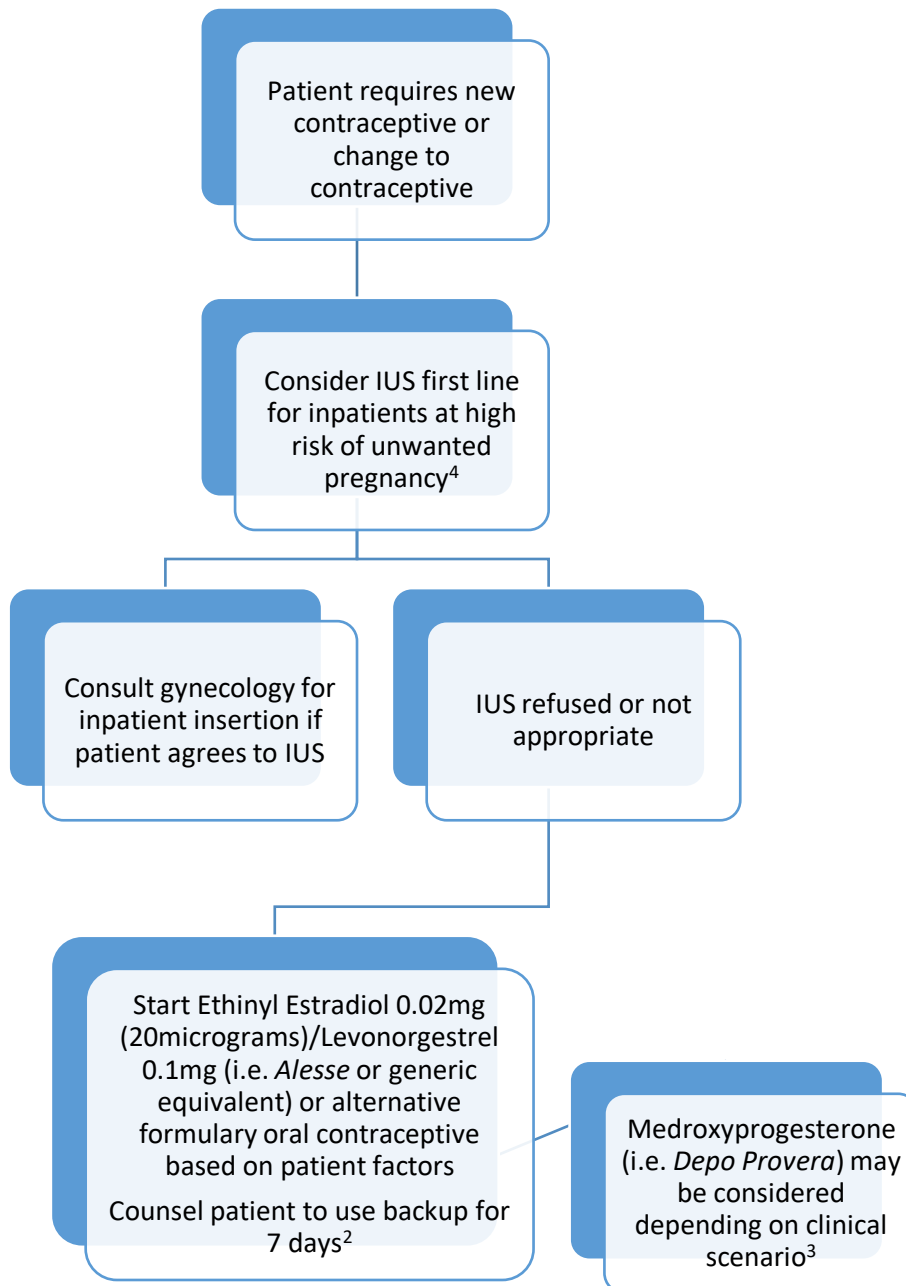 Patient requires new
contraceptive or
change to
contraceptive
Consider IUS first line
for inpatients at high
risk of unwanted
pregnancy⁴
Consult gynecology for
inpatient insertion if
patient agrees to IUS
IUS refused or not
appropriate
Start Ethinyl Estradiol 0.02mg
(20micrograms)/Levonorgestrel
0.1mg (i.e. Alesse or generic
equivalent) or alternative
formulary oral contraceptive
based on patient factors
Counsel patient to use backup for
7 days²
Medroxyprogesterone
(i.e. Depo Provera) may
be considered
depending on clinical
scenario³